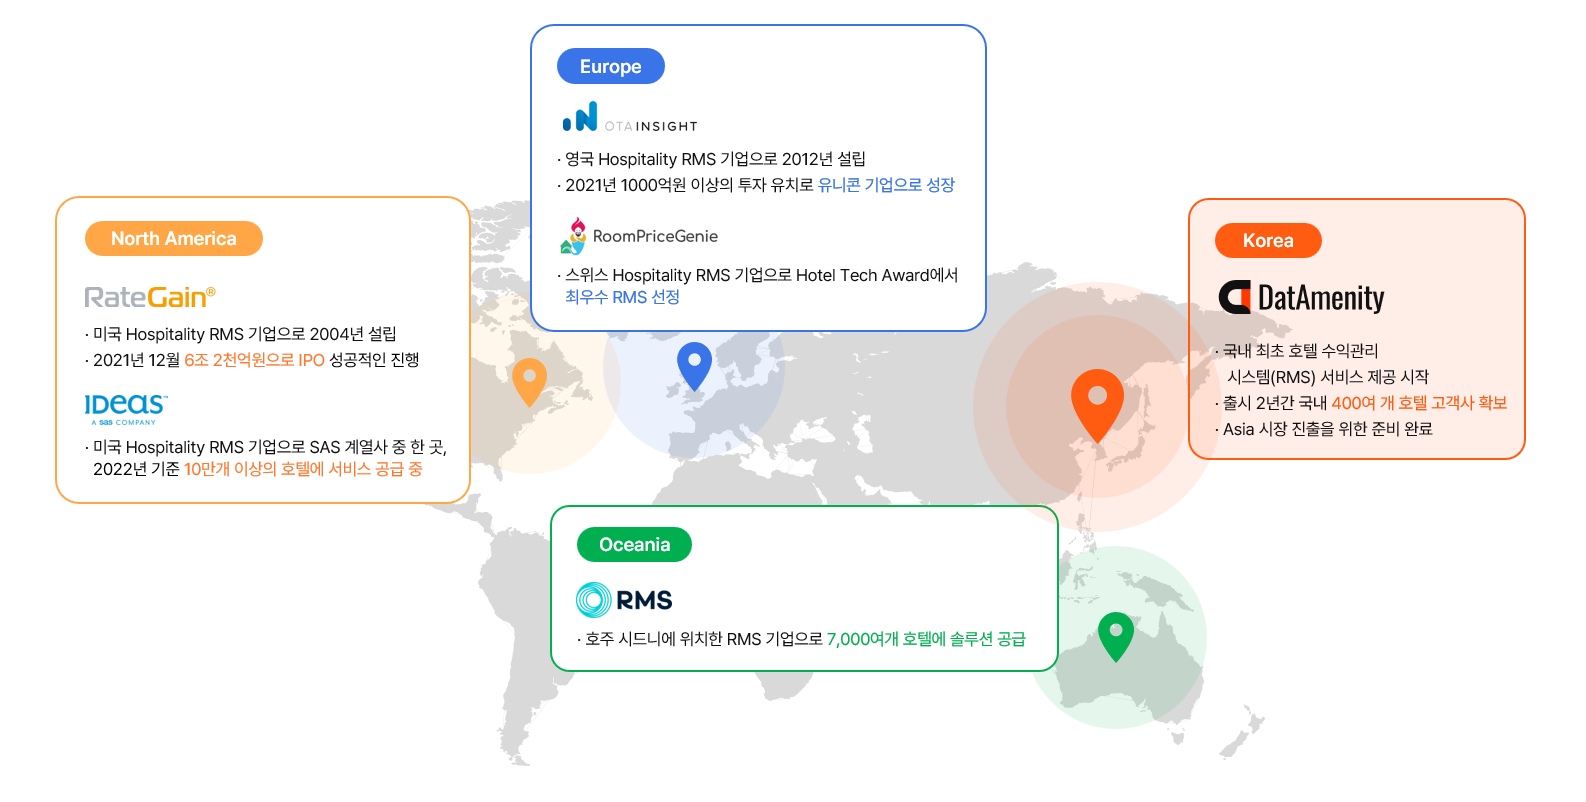 Europe
OTA INSIGHT
· 영국 Hospitality RMS 기업으로 2012년 설립
· 2021년 1000억원 이상의 투자 유치로 유니콘 기업으로 성장
RoomPriceGenie
· 스위스 Hospitality RMS 기업으로 Hotel Tech Award에서
최우수 RMS 선정
North America
RateGain®
· 미국 Hospitality RMS 기업으로 2004년 설립
· 2021년 12월 6조 2천억원으로 IPO 성공적인 진행
IDeaS™
A sas COMPANY
· 미국 Hospitality RMS 기업으로 SAS 계열사 중 한 곳,
2022년 기준 10만개 이상의 호텔에 서비스 공급 중
Korea
DatAmenity
· 국내 최초 호텔 수익관리
시스템(RMS) 서비스 제공 시작
· 출시 2년간 국내 400여 개 호텔 고객사 확보
· Asia 시장 진출을 위한 준비 완료
Oceania
RMS
· 호주 시드니에 위치한 RMS 기업으로 7,000여개 호텔에 솔루션 공급